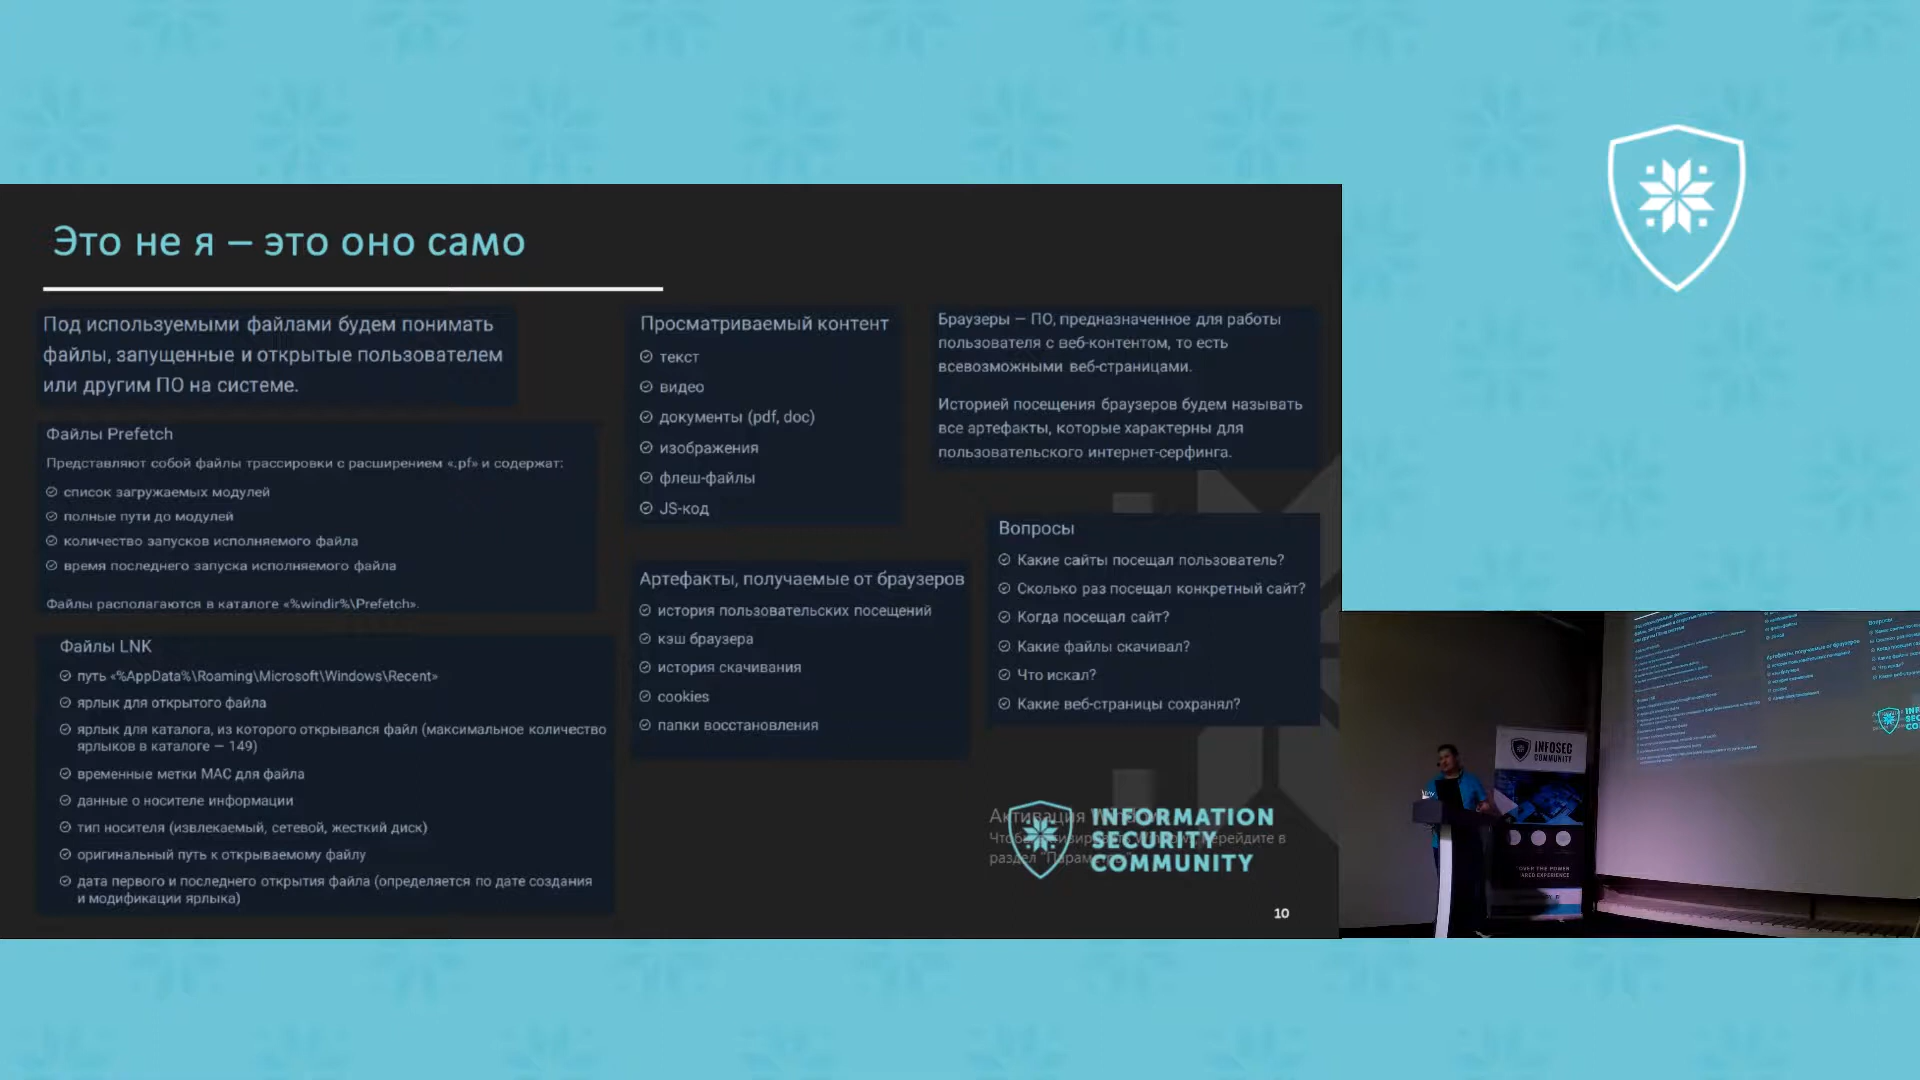 Это не я – это оно само
Под используемыми файлами будем понимать
файлы, запущенные и открытые пользователем
или другим ПО на системе.
Файлы Prefetch
Представляют собой файлы трассировки с расширением «.pf» и содержат:
список загружаемых модулей
полные пути до модулей
количество запусков исполняемого файла
время последнего запуска исполняемого файла
Файлы располагаются в каталоге «%windir%\Prefetch».
Файлы LNK
путь «%AppData%\Roaming\Microsoft\Windows\Recent»
ярлык для открытого файла
ярлык для каталога, из которого открывался файл (максимальное количество
ярлыков в каталоге — 149)
временные метки MAC для файла
данные о носителе информации
тип носителя (извлекаемый, сетевой, жесткий диск)
оригинальный путь к открываемому файлу
дата первого и последнего открытия файла (определяется по дате создания
и модификации ярлыка)
Просматриваемый контент
текст
видео
документы (pdf, doc)
изображения
флеш-файлы
JS-код
Артефакты, получаемые от браузеров
история пользовательских посещений
кэш браузера
история скачивания
cookies
папки восстановления
Браузеры — ПО, предназначенное для работы
пользователя с веб-контентом, то есть
всевозможными веб-страницами.
Историей посещения браузеров будем называть
все артефакты, которые характерны для
пользовательского интернет-серфинга.
Вопросы
Какие сайты посещал пользователь?
Сколько раз посещал конкретный сайт?
Когда посещал сайт?
Какие файлы скачивал?
Что искал?
Какие веб-страницы сохранял?
Активация
перейдите в
раздел
INFORMATION
SECURITY
COMMUNITY
10
INFOSEC
COMMUNITY